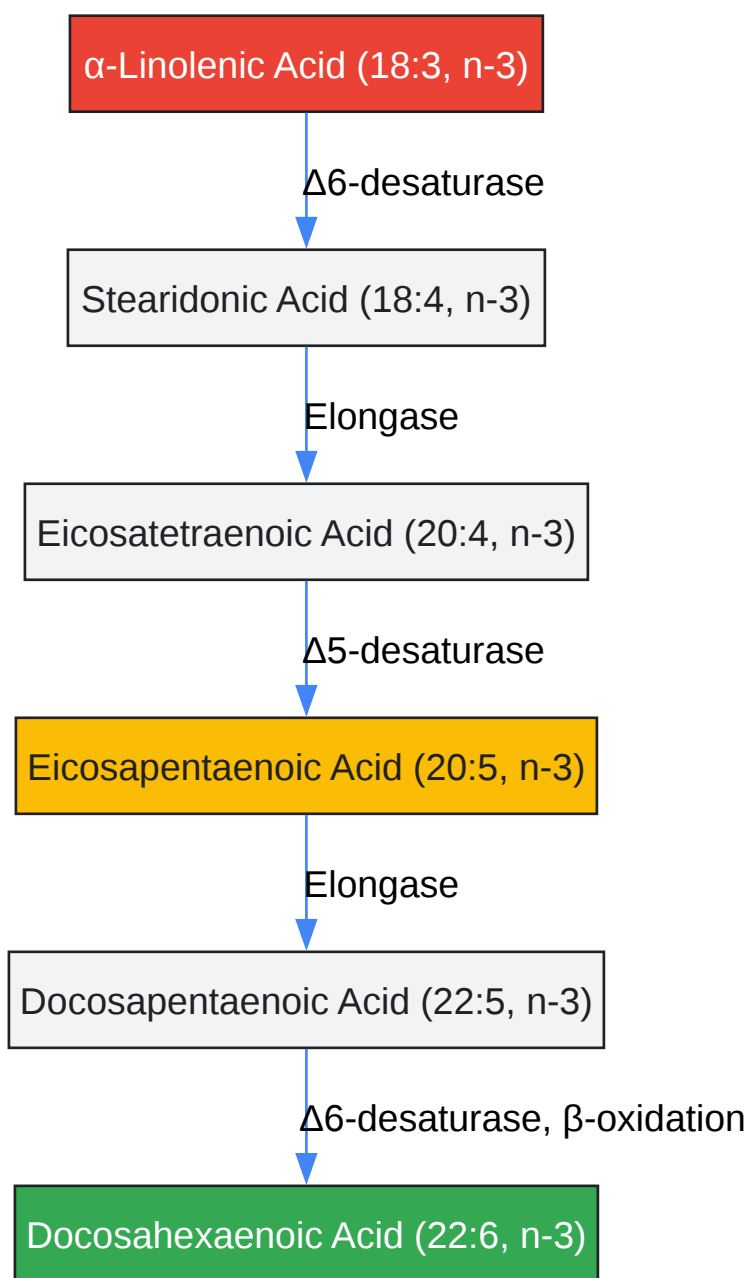 α-Linolenic Acid (18:3, n-3)
Δ6-desaturase
Stearidonic Acid (18:4, n-3)
Elongase
Eicosatetraenoic Acid (20:4, n-3)
Δ5-desaturase
Eicosapentaenoic Acid (20:5, n-3)
Elongase
Docosapentaenoic Acid (22:5, n-3)
Δ6-desaturase, β-oxidation
Docosahexaenoic Acid (22:6, n-3)